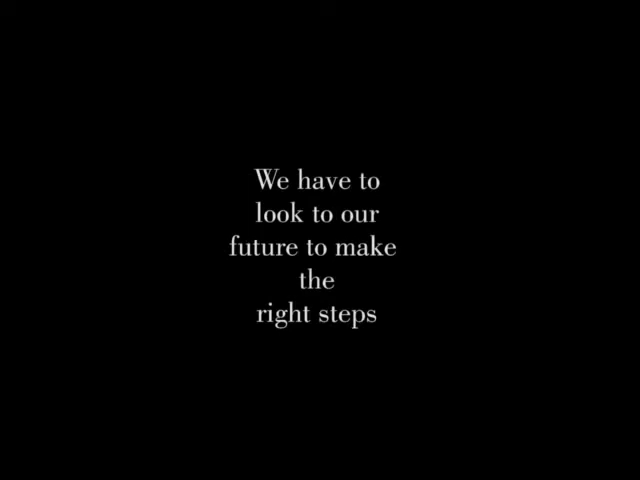 We have to
look to our
future to make
the
right steps